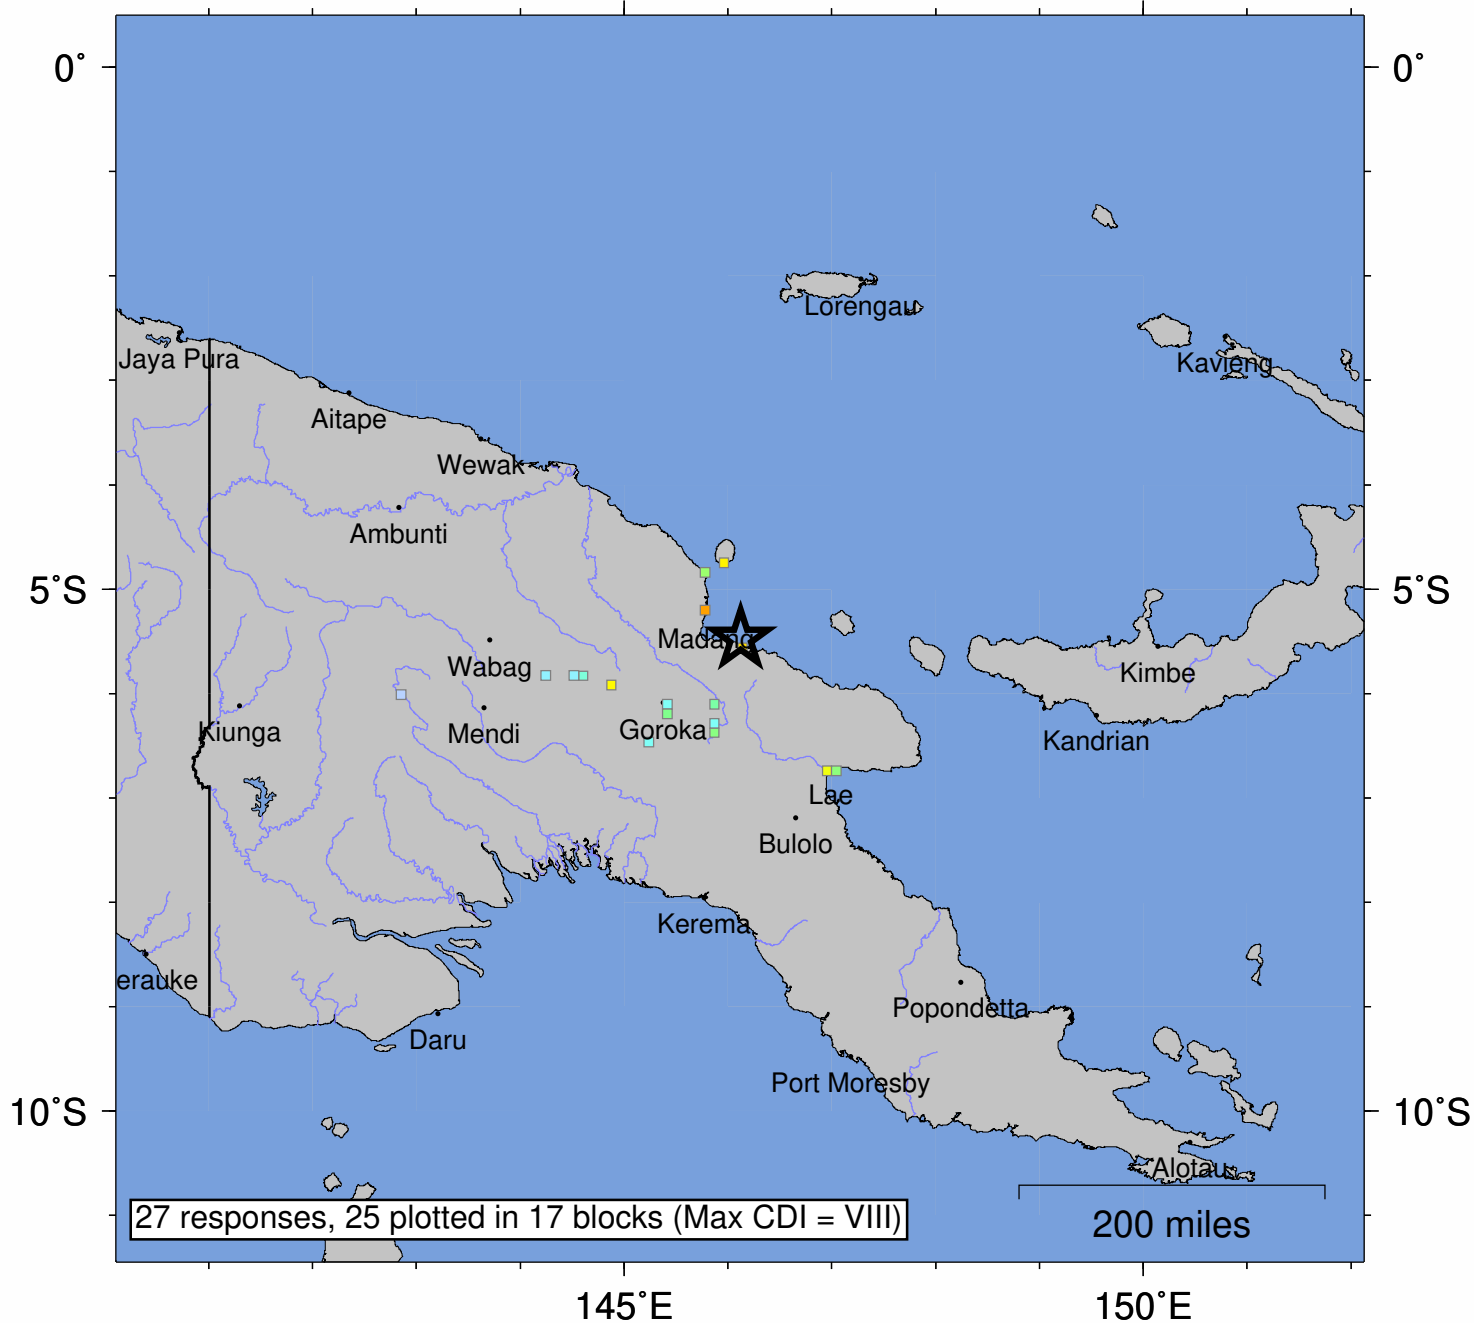 0˚
0˚
Lorengau
Jaya Pura
Kavieng
Aitape
Wewak
Ambunti
5˚S
5˚S
Madang
Wabag
Kimbe
Kiunga
Mendi
Goroka
Kandrian
Lae
Bulolo
Kerema
erauke
Popondetta
Daru
Port Moresby
10˚S
10˚S
Alotau
27 responses, 25 plotted in 17 blocks (Max CDI = VIII)
200 miles
145˚E
150˚E